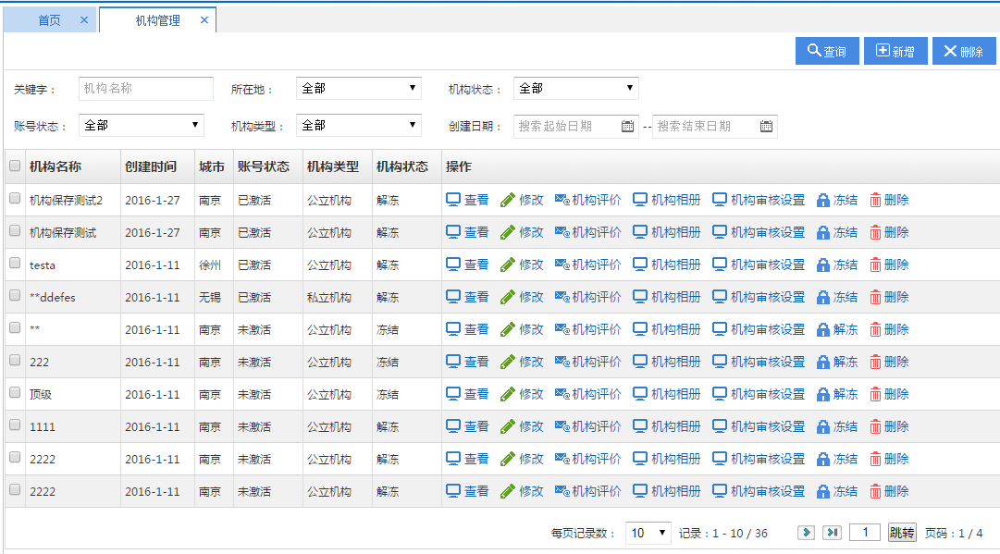 首页 × 机构管理 ×
查询 新增 删除
关键字： 机构名称 所在地： 全部 机构状态： 全部
账号状态： 全部 机构类型： 全部 创建日期： 搜索起始日期 -- 搜索结束日期
机构名称 创建时间 城市 账号状态 机构类型 机构状态 操作
机构保存测试2 2016-1-27 南京 已激活 公立机构 解冻 查看 修改 机构评价 机构相册 机构审核设置 冻结 删除
机构保存测试 2016-1-27 南京 已激活 公立机构 解冻 查看 修改 机构评价 机构相册 机构审核设置 冻结 删除
testa 2016-1-11 徐州 已激活 公立机构 解冻 查看 修改 机构评价 机构相册 机构审核设置 冻结 删除
**ddefes 2016-1-11 无锡 已激活 私立机构 解冻 查看 修改 机构评价 机构相册 机构审核设置 冻结 删除
** 2016-1-11 南京 未激活 公立机构 冻结 查看 修改 机构评价 机构相册 机构审核设置 解冻 删除
222 2016-1-11 南京 未激活 公立机构 冻结 查看 修改 机构评价 机构相册 机构审核设置 解冻 删除
顶级 2016-1-11 南京 未激活 公立机构 冻结 查看 修改 机构评价 机构相册 机构审核设置 解冻 删除
1111 2016-1-11 南京 未激活 公立机构 解冻 查看 修改 机构评价 机构相册 机构审核设置 冻结 删除
2222 2016-1-11 南京 未激活 公立机构 解冻 查看 修改 机构评价 机构相册 机构审核设置 冻结 删除
2222 2016-1-11 南京 未激活 公立机构 解冻 查看 修改 机构评价 机构相册 机构审核设置 冻结 删除
每页记录数： 10 记录：1 - 10 / 36 1 跳转 页码：1 / 4